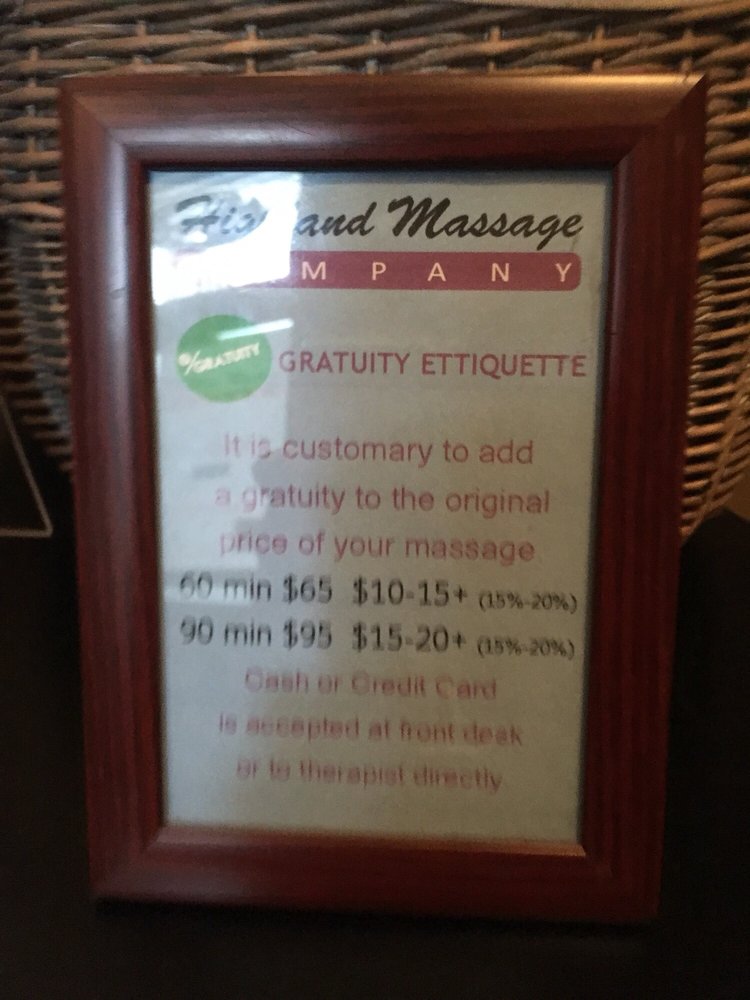 Highland Massage
COMPANY
%GRATUITY
GRATUITY ETTIQUETTE
It is customary to add
a gratuity to the original
price of your massage
60 min $65 $10-15+ (15%-20%)
90 min $95 $15-20+ (15%-20%)
Cash or Credit Card
is accepted at front desk
or to therapist directly